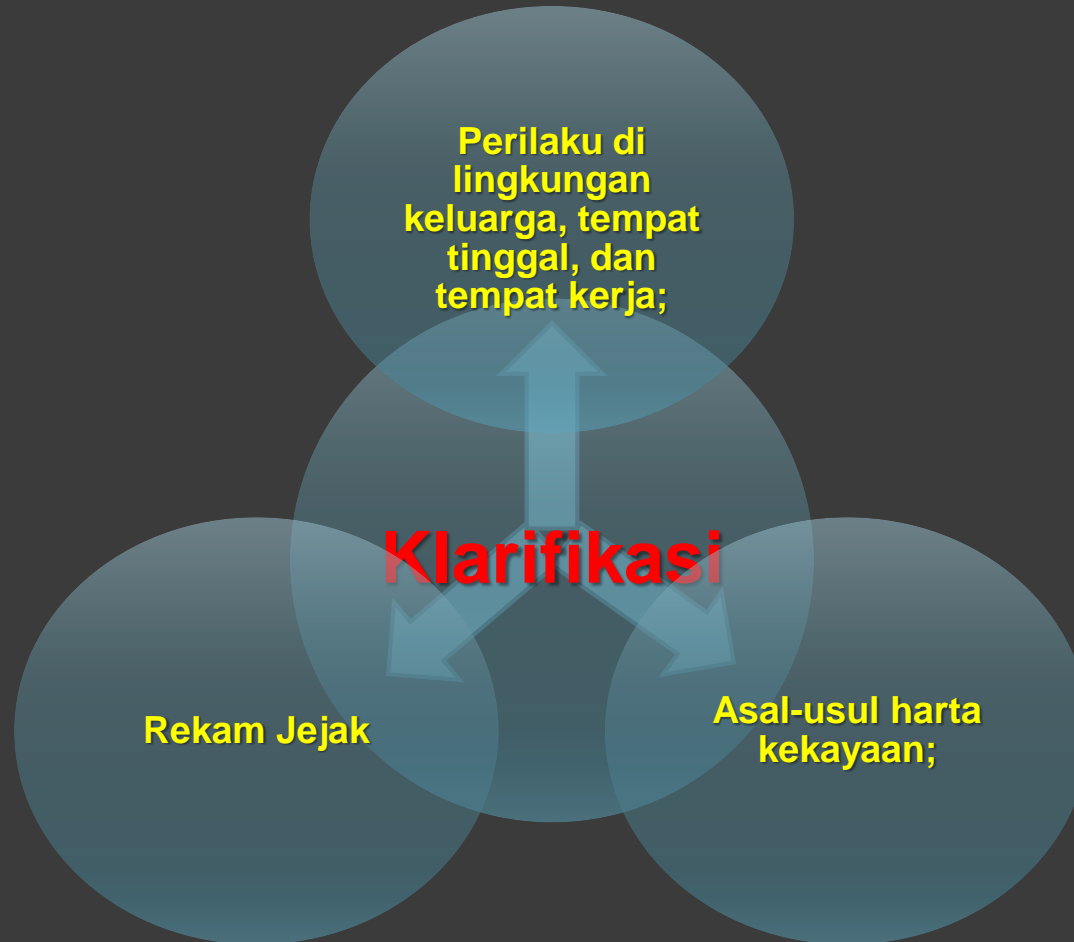 Perilaku di
lingkungan
keluarga, tempat
tinggal, dan
tempat kerja;
Klarifikasi
Rekam Jejak
Asal-usul harta
kekayaan;